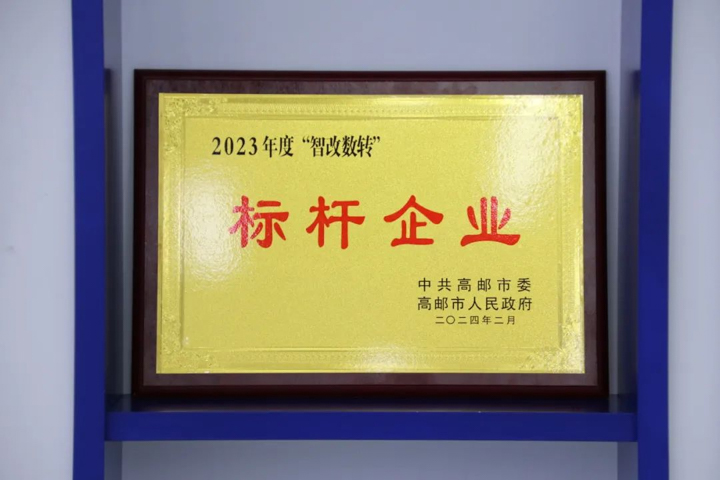 2023年度“智改数转”
标杆企业
中共高邮市委
高邮市人民政府
二〇二四年二月